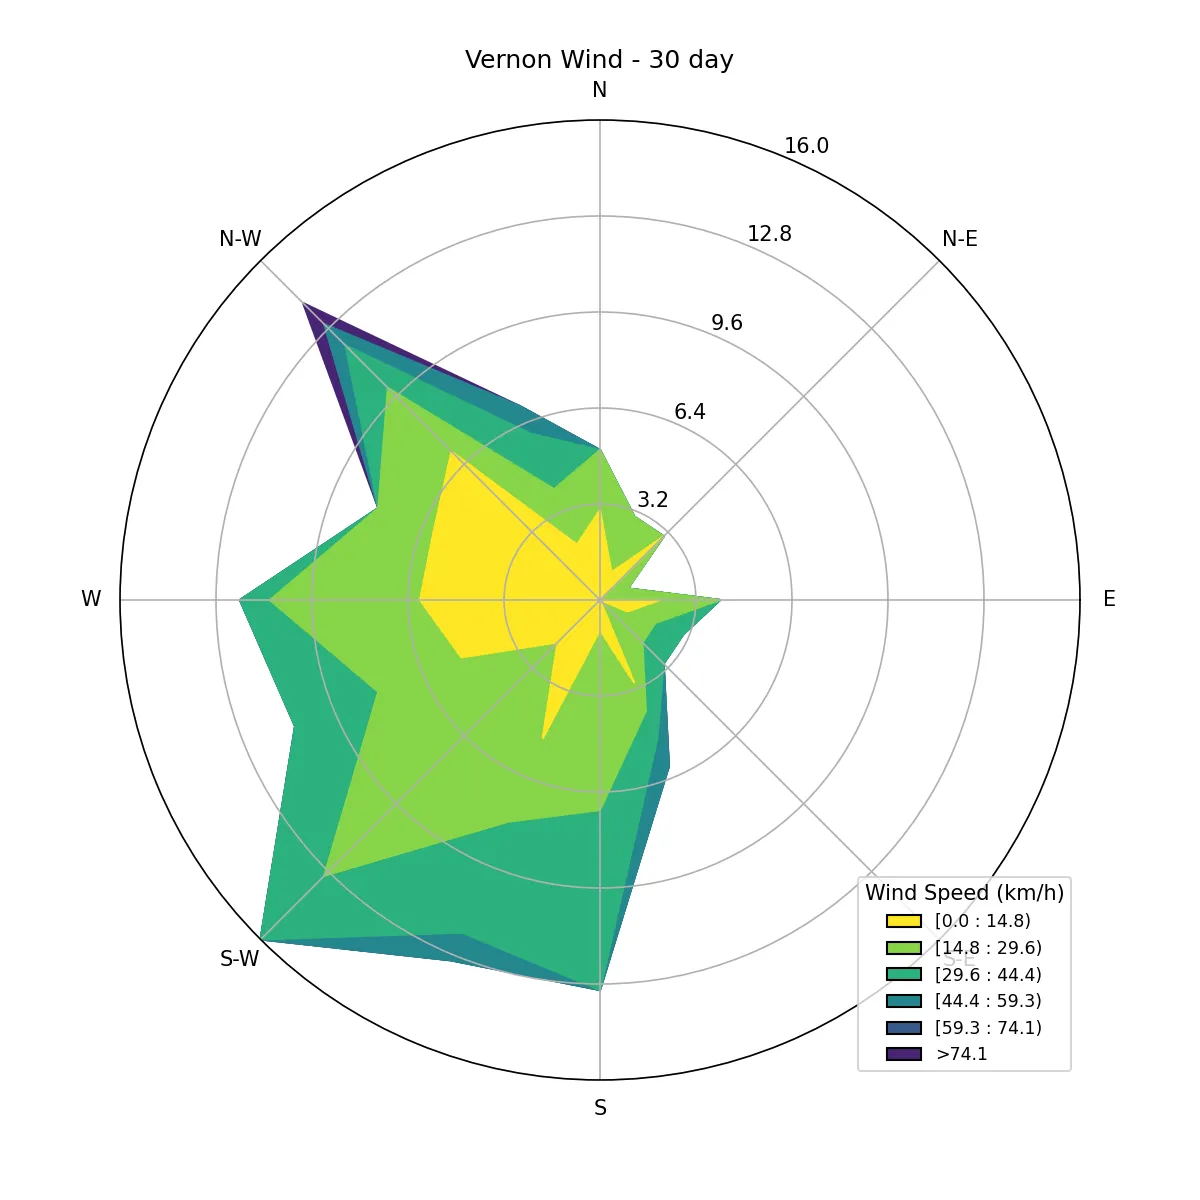 Vernon Wind - 30 day
N
16.0
12.8
N-W
N-E
9.6
6.4
3.2
W
E
S-W
S-E
S
Wind Speed (km/h)
[0.0 : 14.8)
[14.8 : 29.6)
[29.6 : 44.4)
[44.4 : 59.3)
[59.3 : 74.1)
>74.1